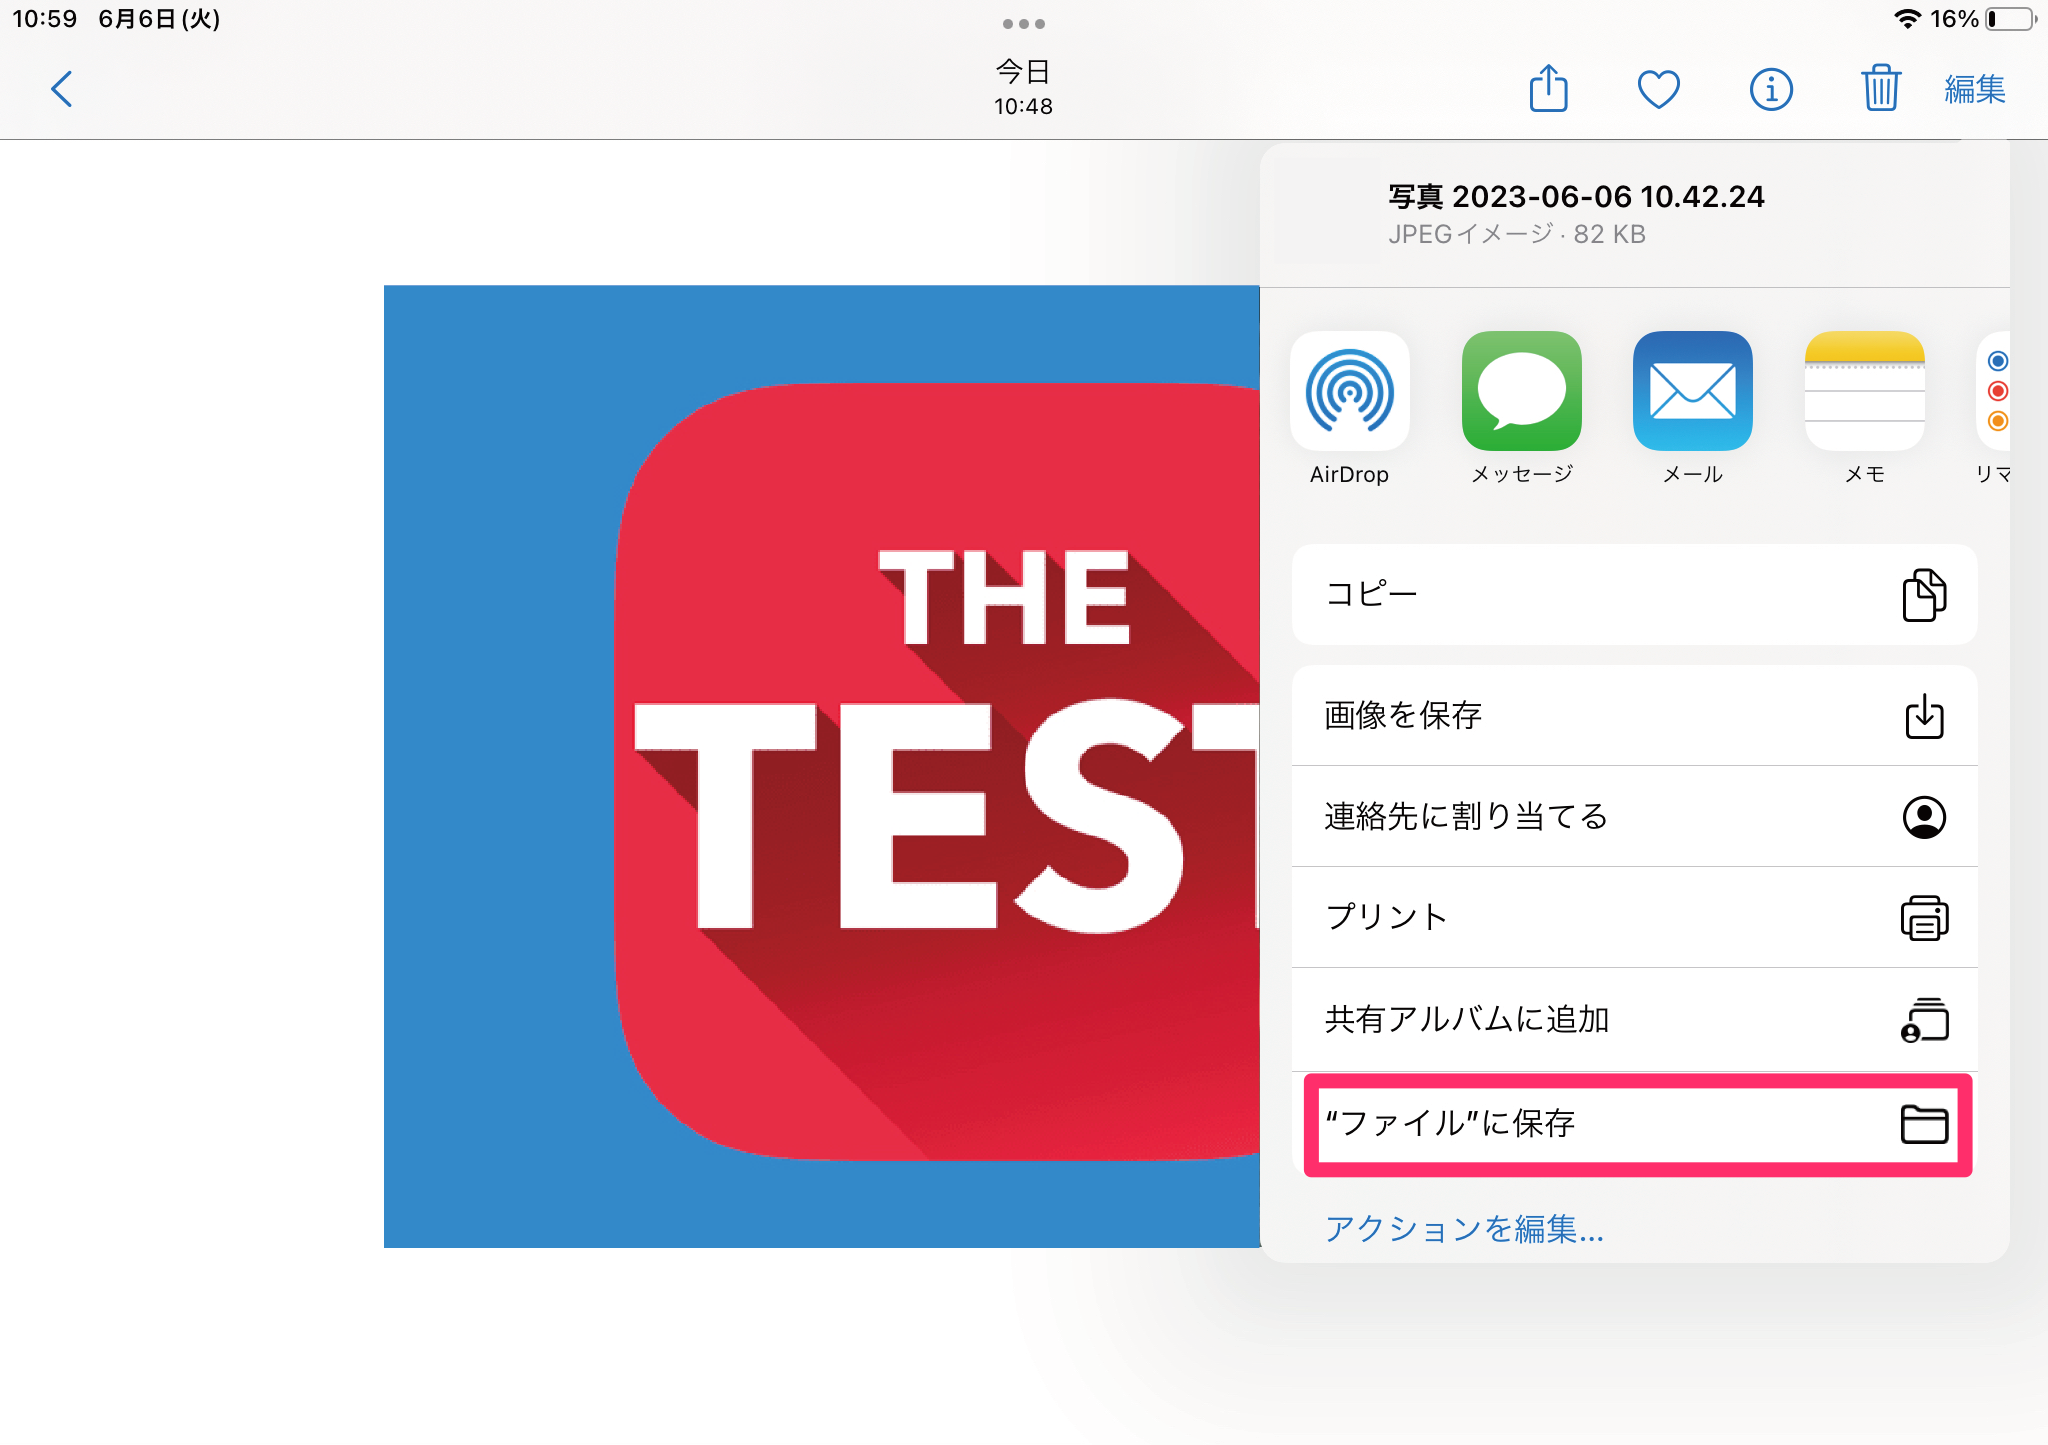 10:59 6月6日(火)
16%
今日
10:48
編集
写真 2023-06-06 10.42.24
JPEGイメージ · 82 KB
AirDrop
メッセージ
メール
メモ
リマ
THE
TEST
コピー
画像を保存
連絡先に割り当てる
プリント
共有アルバムに追加
“ファイル”に保存
アクションを編集...